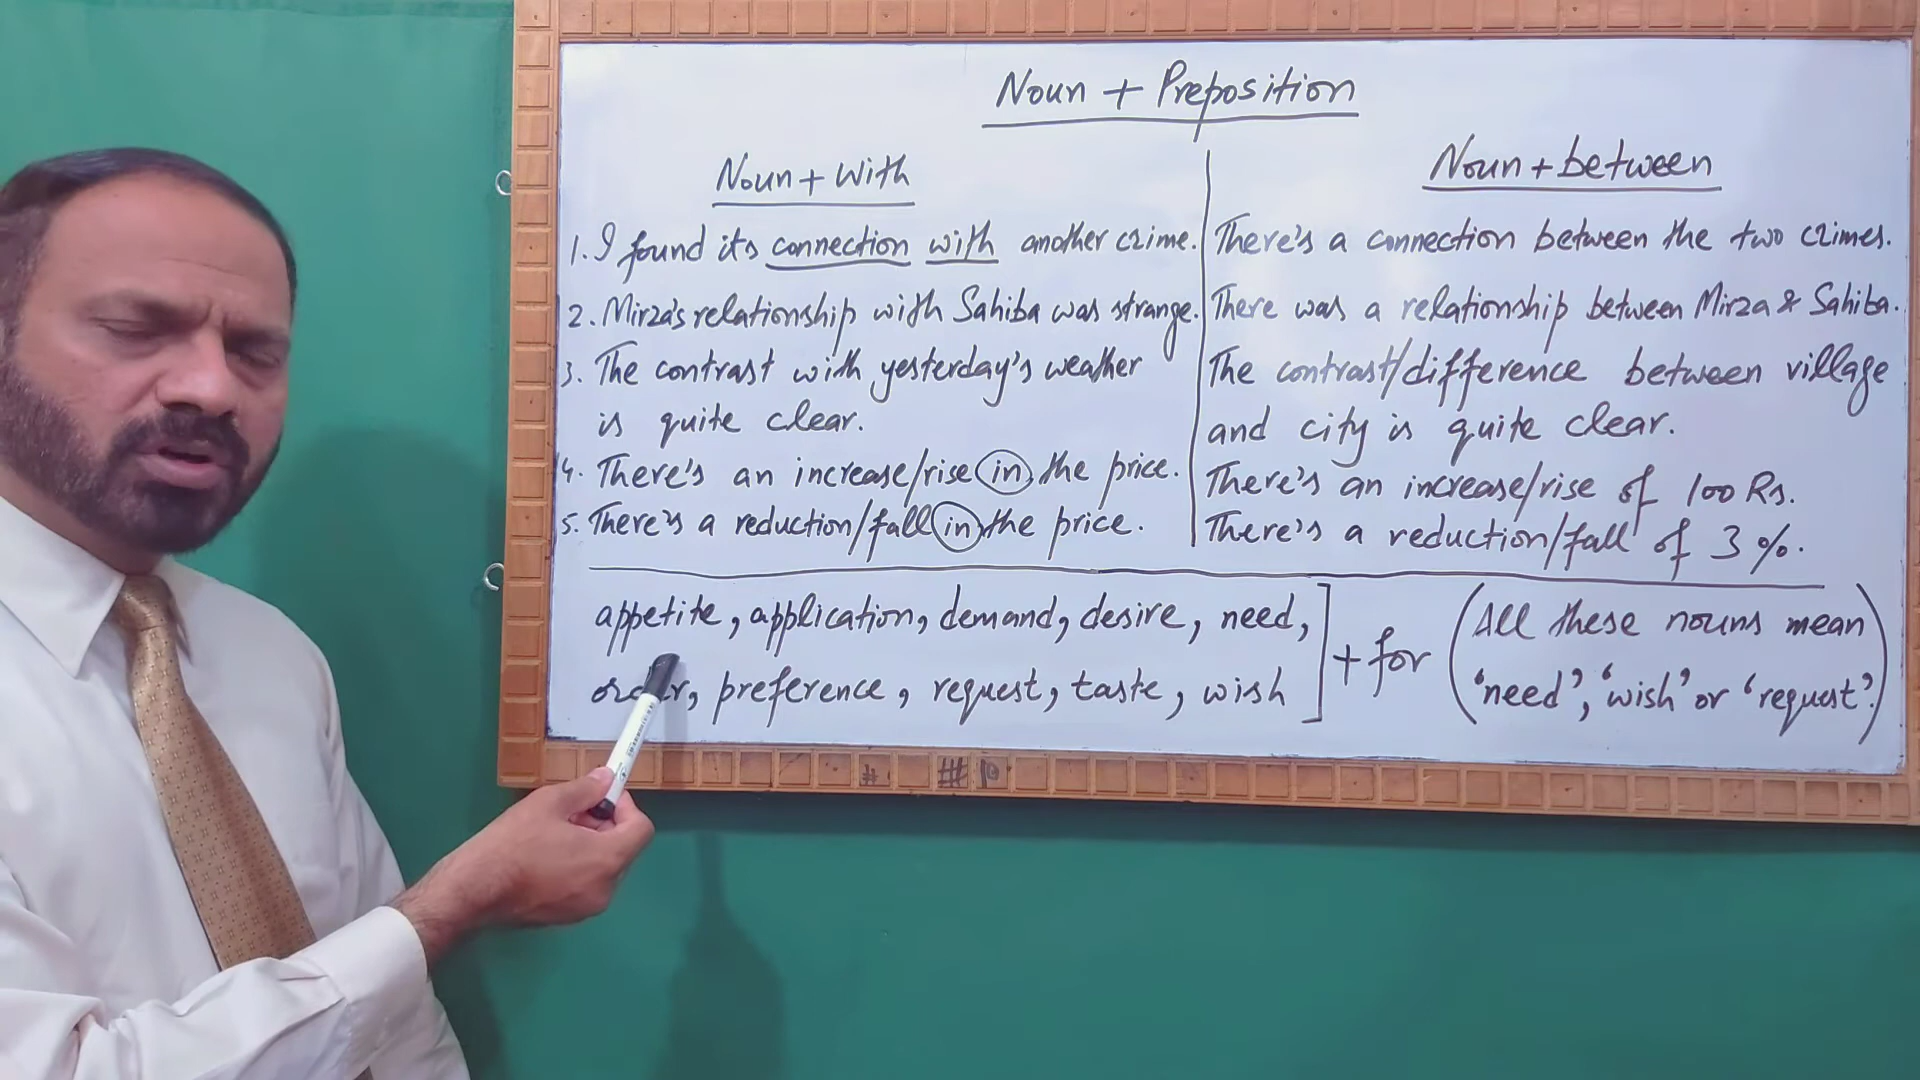 Noun + Preposition
Noun + With
1. I found its connection with another crime.
2. Mirza's relationship with Sahiba was strange.
3. The contrast with yesterday's weather
is quite clear.
4. There's an increase/rise in the price.
5. There's a reduction/fall in the price.
Noun + between
There's a connection between the two crimes.
There was a relationship between Mirza & Sahiba.
The contrast/difference between village
and city is quite clear.
There's an increase/rise of 100 Rs.
There's a reduction/fall of 3 %.
appetite, application, demand, desire, need,
order, preference, request, taste, wish
+ for
(All these nouns mean
'need', 'wish' or 'request'.)